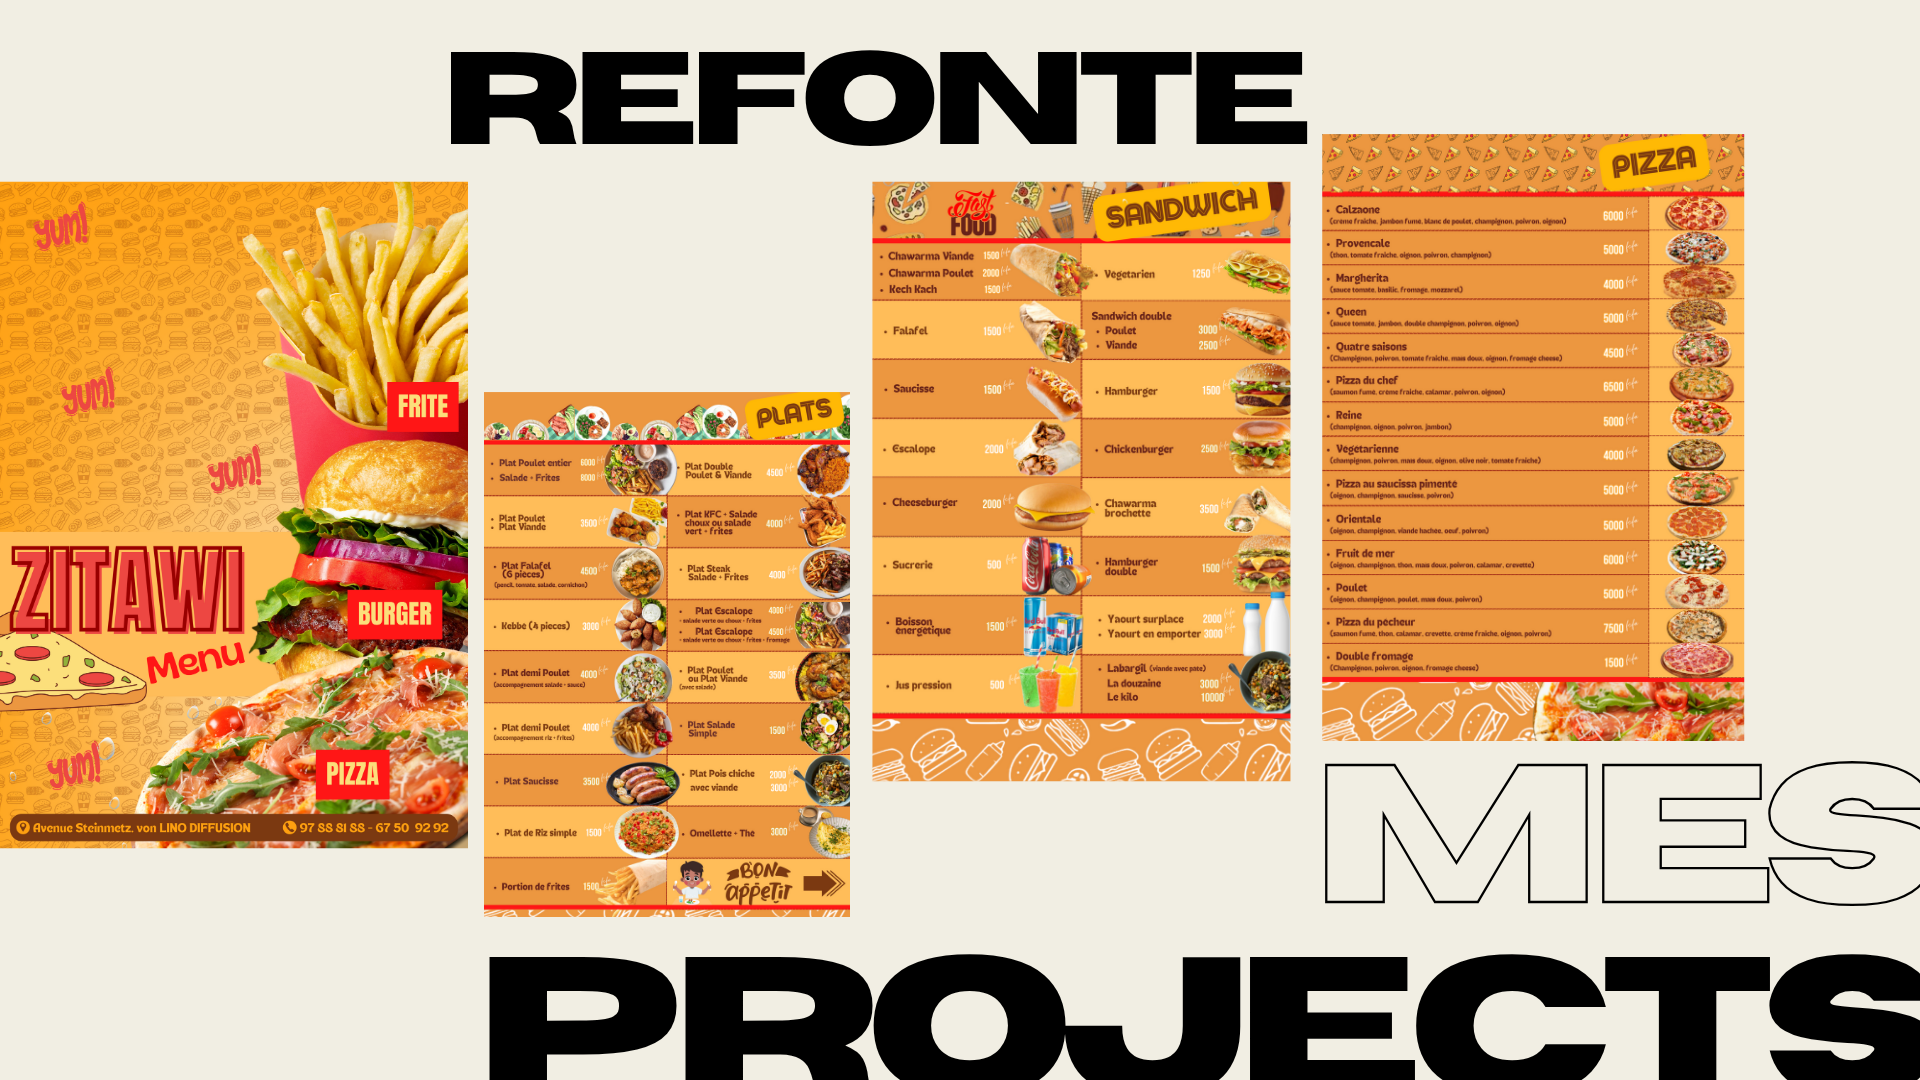 REFONTE
yum!
yum!
yum!
yum!
FRITE
BURGER
PIZZA
ZITAWI
Menu
Avenue Steinmetz. von LINO DIFFUSION
97 88 81 88 - 67 50 92 92
PLATS
Plat Poulet entier 6000
Salade - Frites 8000
Plat Double
Poulet & Viande 4500
Plat Poulet
Plat Viande 3500
Plat KFC - Salade
choux ou salade
vert - frites 4000
Plat Falafel
(6 pièces) 4500
(pencil, tomate, salade, cornichon)
Plat Steak
Salade - Frites 4000
Kebbé (4 pièces) 3000
Plat Escalope 4000
- salade verte ou choux - frites
Plat Escalope 4500
- salade verte ou choux - frites - fromage
Plat demi Poulet 4000
(accompagnement salade - sauce)
Plat Poulet
ou Plat Viande 3500
(avec salade)
Plat demi Poulet 4000
(accompagnement riz - frites)
Plat Salade
Simple 1500
Plat Saucisse 3500
Plat Pois chiche 2000
avec viande 3000
Plat de Riz simple 1500
Omellette - The 3000
Portion de frites 1500
BON
appetit
Fast
FOOD
SANDWICH
Chawarma Viande 1500
Chawarma Poulet 2000
Kech Kach 1500
Vegetarien 1250
Falafel 1500
Sandwich double
Poulet 3000
Viande 2500
Saucisse 1500
Hamburger 1500
Escalope 2000
Chickenburger 2500
Cheeseburger 2000
Chawarma
brochette 3500
Sucrerie 500
Hamburger
double 1500
Boisson
energétique 1500
Yaourt surplace 2000
Yaourt en emporter 3000
Jus pression 500
Labargil (viande avec pate)
La douzaine 3000
Le kilo 10000
PIZZA
Calzaone 6000
(crème fraiche, jambon fumé, blanc de poulet, champignon, poivron, oignon)
Provencale 5000
(thon, tomate fraiche, oignon, poivron, champignon)
Margherita 4000
(sauce tomate, basilic, fromage, mozzarel)
Queen 5000
(sauce tomate, jambon, double champignon, poivron, oignon)
Quatre saisons 4500
(Champignon, poivron, tomate fraiche, mais doux, oignon, fromage cheese)
Pizza du chef 6500
(saumon fumé, crème fraiche, calamar, poivron, oignon)
Reine 5000
(champignon, oignon, poivron, jambon)
Vegetarienne 4000
(champignon, poivron, mais doux, oignon, olive noir, tomate fraiche)
Pizza au saucissa pimente 5000
(oignon, champignon, saucisse, poivron)
Orientale 5000
(oignon, champignon, viande hachee, oeuf, poivron)
Fruit de mer 6000
(oignon, champignon, thon, mais doux, poivron, calamar, crevette)
Poulet 5000
(oignon, champignon, poulet, mais doux, poivron)
Pizza du pecheur 7500
(saumon fumé, thon, calamar, crevette, crème fraiche, oignon, poivron)
Double fromage 1500
(Champignon, poivron, oignon, fromage cheese)
MES
PROJECTS